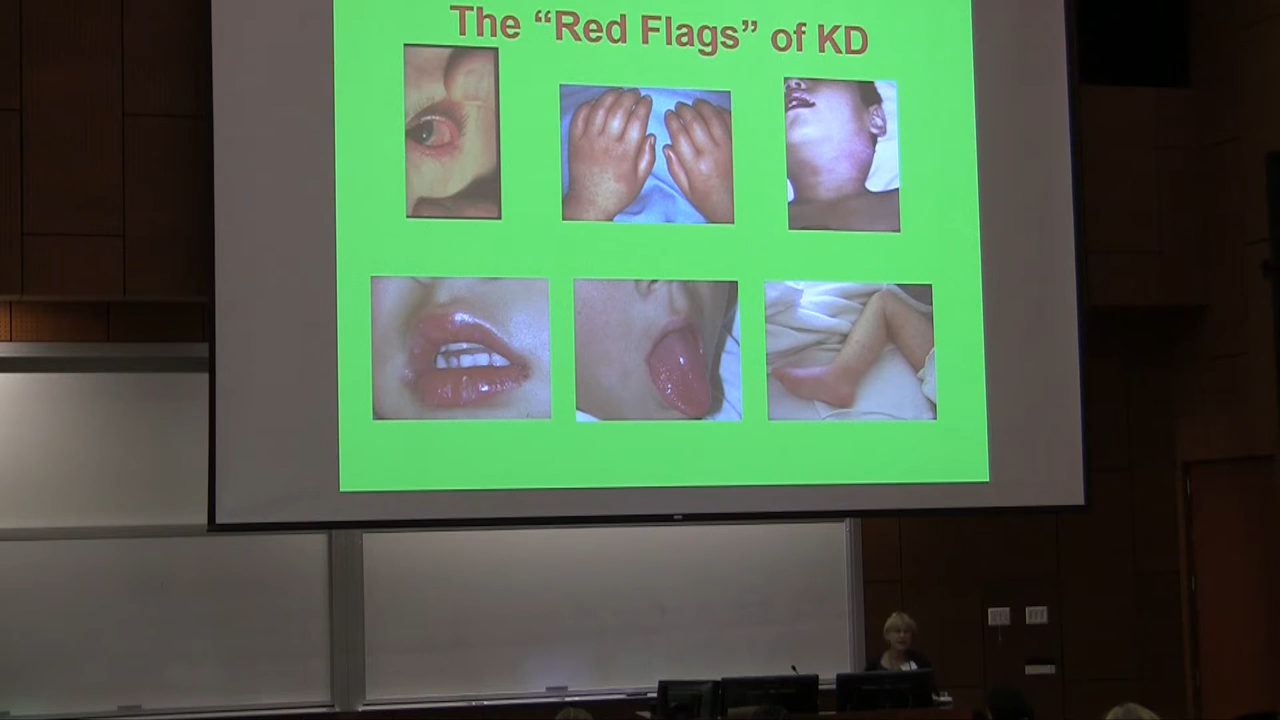 The “Red Flags” of KD